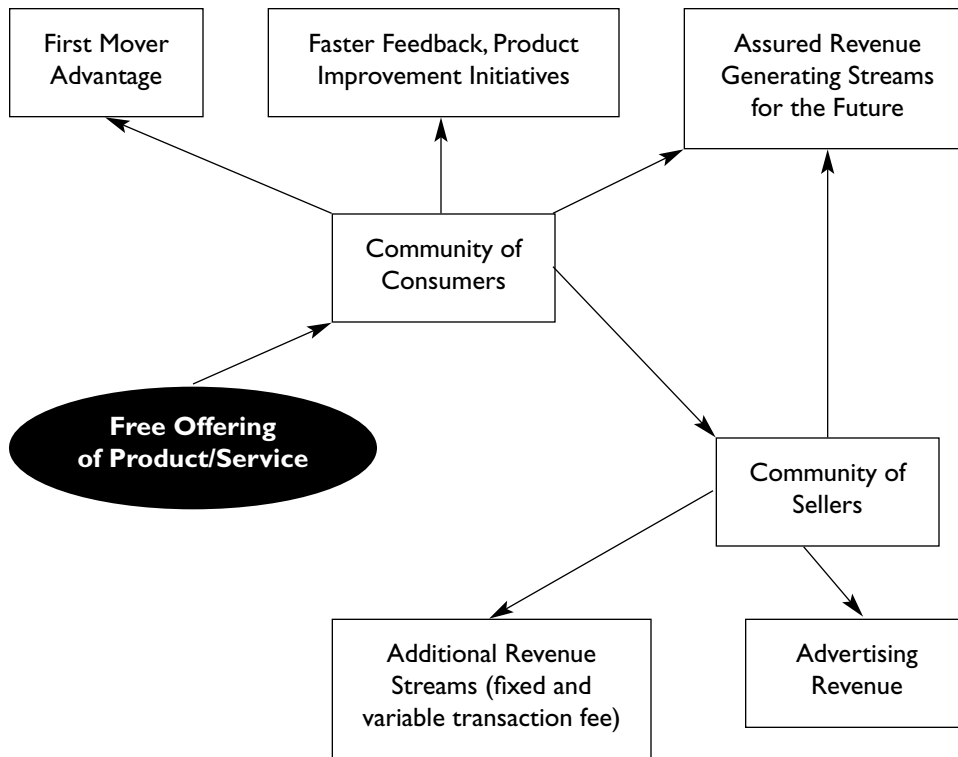 First Mover
Advantage
Faster Feedback, Product
Improvement Initiatives
Assured Revenue
Generating Streams
for the Future
Community of
Consumers
Free Offering
of Product/Service
Community of
Sellers
Additional Revenue
Streams (fixed and
variable transaction fee)
Advertising
Revenue